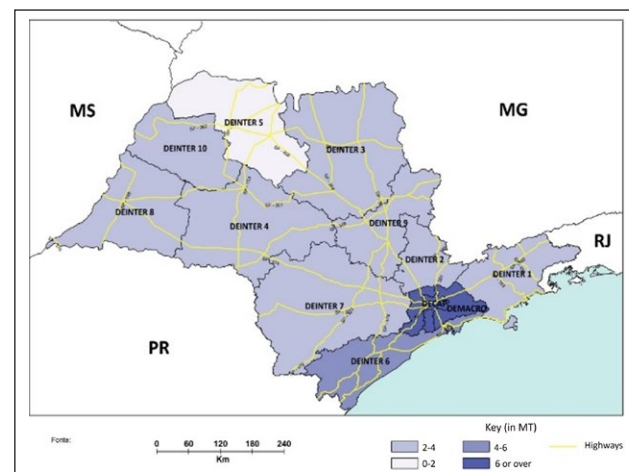 MS
MG
DEINTER 5
DEINTER 10
DEINTER 3
DEINTER 8
DEINTER 4
DEINTER 9
DEINTER 2
RJ
DEINTER 1
DECAP
DEMACRO
DEINTER 7
DEINTER 6
PR
Key (in MT)
Fonte:
0 30 60 120 180 240
Km
2-4 4-6 Highways
0-2 6 or over